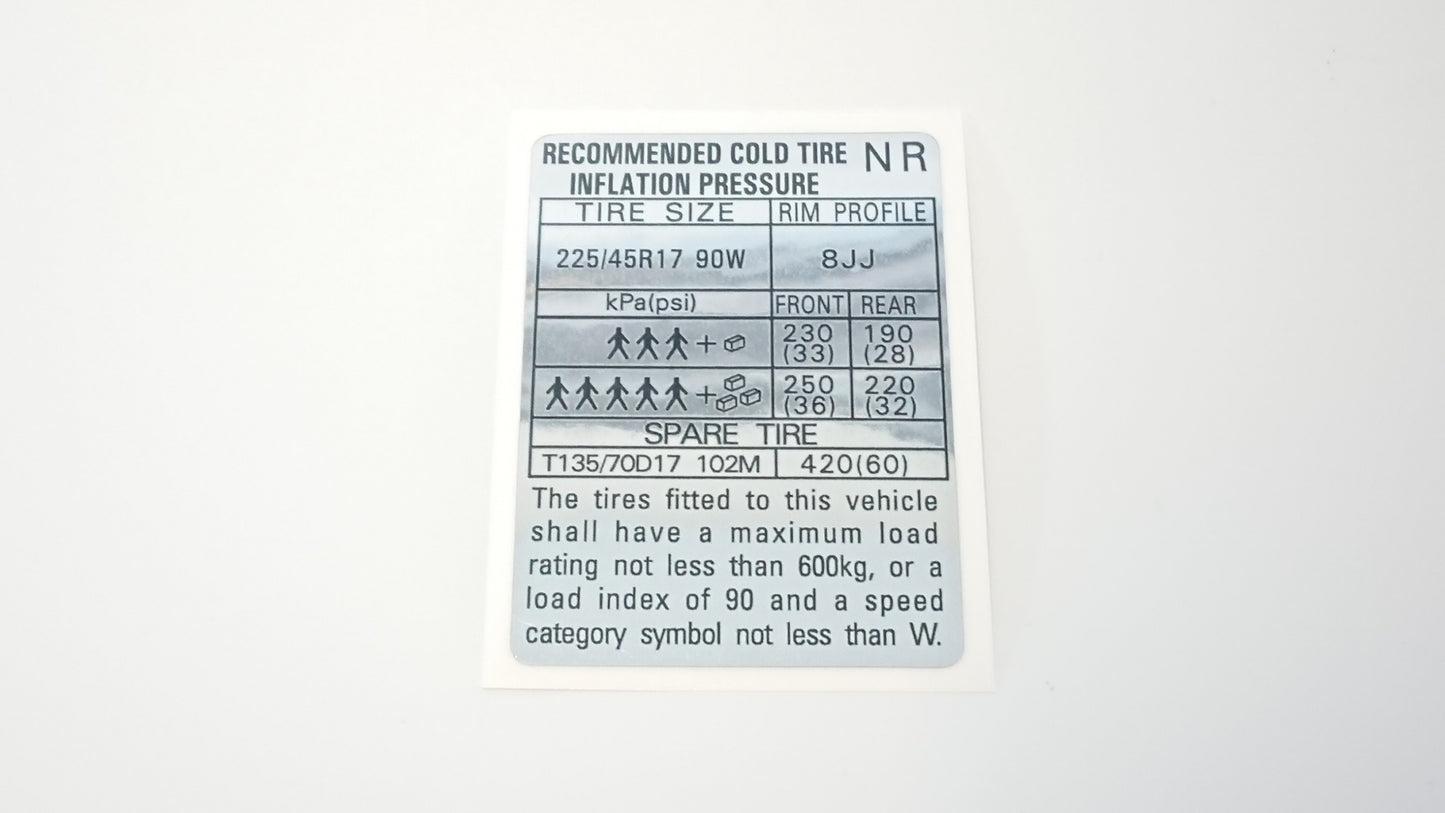 RECOMMENDED COLD TIRE NR
INFLATION PRESSURE
TIRE SIZE RIM PROFILE
225/45R17 90W 8JJ
kPa(psi) FRONT REAR
+ 230 (33) 190 (28)
+ 250 (36) 220 (32)
SPARE TIRE
T135/70D17 102M 420(60)
The tires fitted to this vehicle
shall have a maximum load
rating not less than 600kg, or a
load index of 90 and a speed
category symbol not less than W.